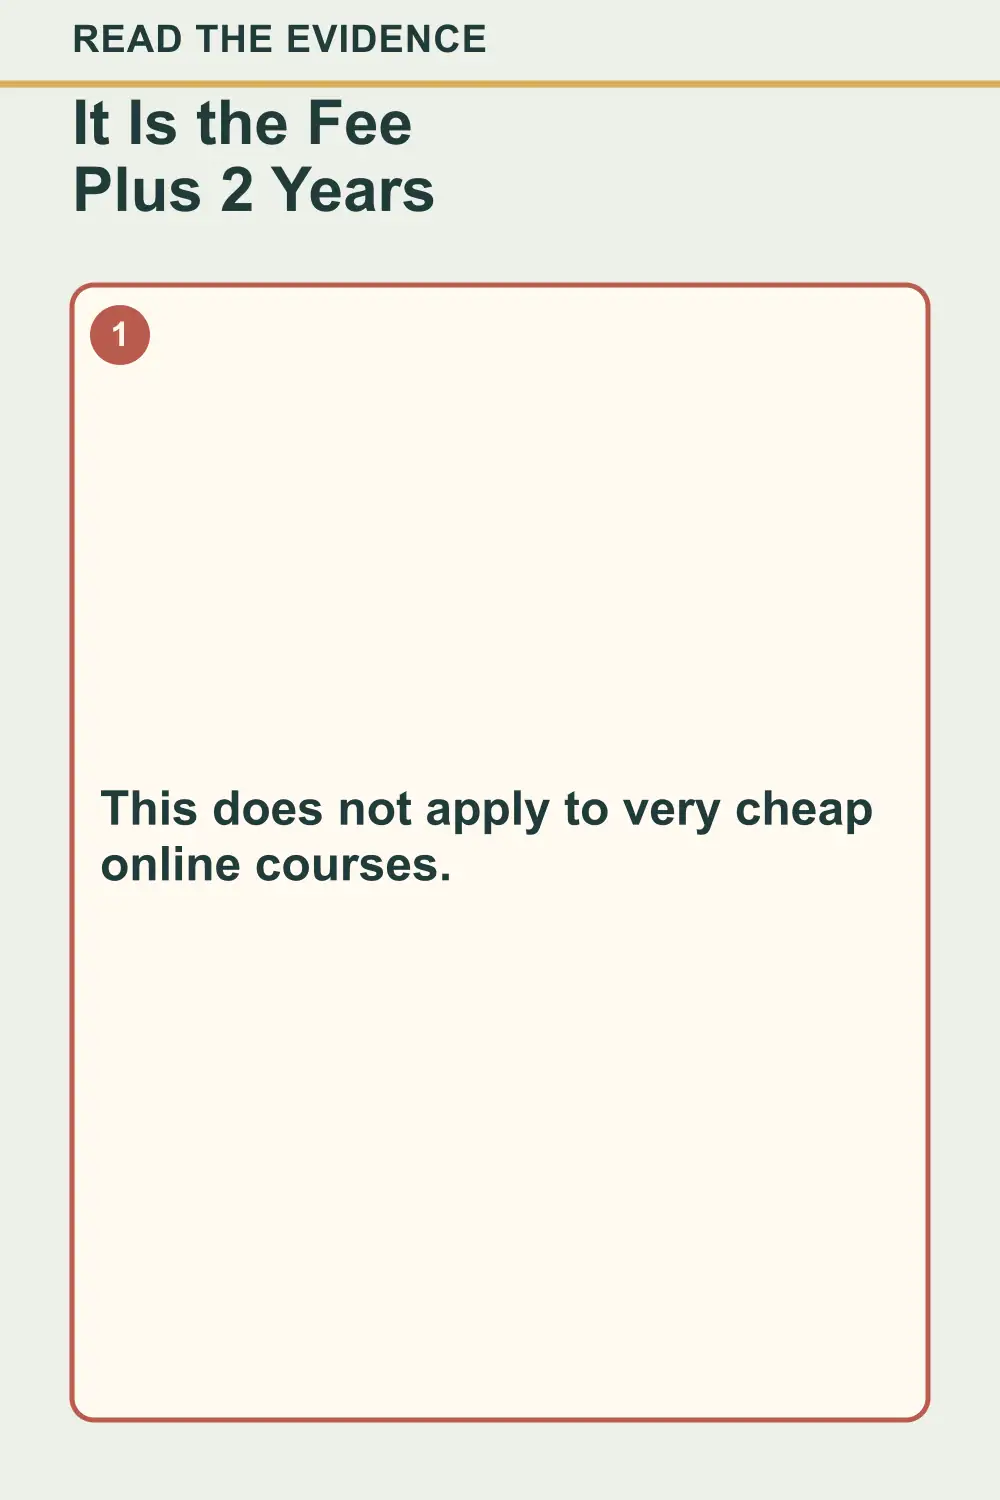 READ THE EVIDENCE
It Is the Fee
Plus 2 Years
1
This does not apply to very cheap
online courses.